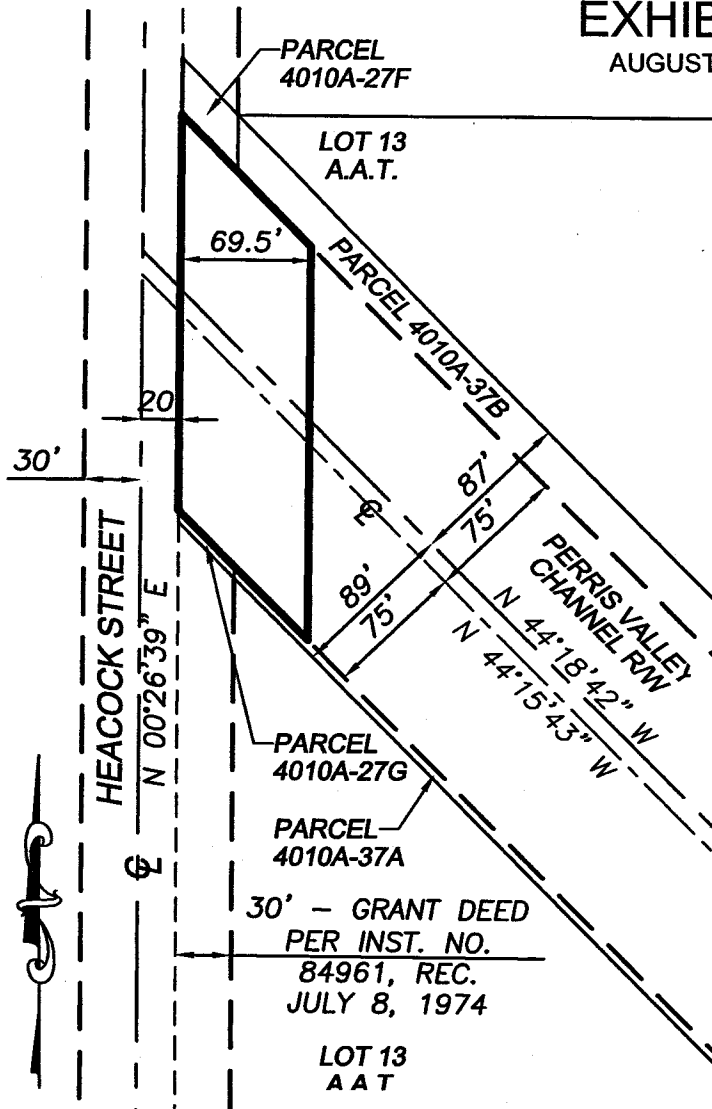 EXHIB
AUGUST
PARCEL
4010A-27F
LOT 13
A.A.T.
69.5'
PARCEL 4010A-37B
20
30'
87'
75'
℄
89'
75'
PERRIS VALLEY
CHANNEL R/W
N 44°18'42" W
N 44°15'43" W
HEACOCK STREET
N 00°26'39" E
℄
PARCEL
4010A-27G
PARCEL
4010A-37A
30' – GRANT DEED
PER INST. NO.
84961, REC.
JULY 8, 1974
LOT 13
A A T